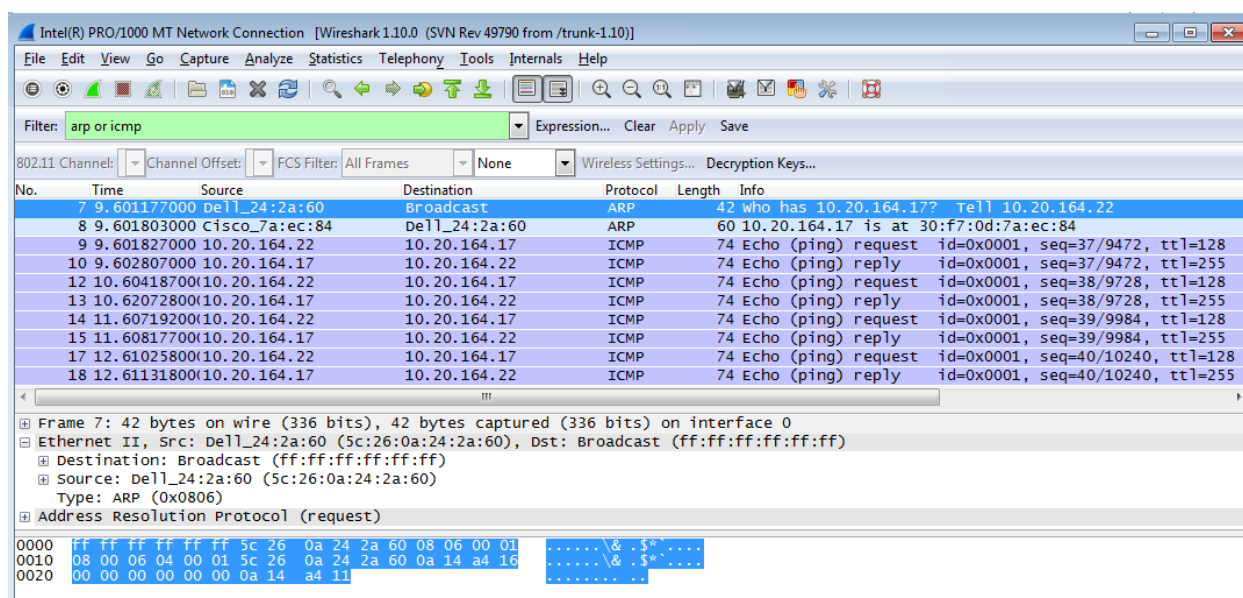 Intel(R) PRO/1000 MT Network Connection [Wireshark 1.10.0 (SVN Rev 49790 from /trunk-1.10)]
File Edit View Go Capture Analyze Statistics Telephony Tools Internals Help
Filter: arp or icmp Expression... Clear Apply Save
802.11 Channel: Channel Offset: FCS Filter: All Frames None Wireless Settings... Decryption Keys...
No. Time Source Destination Protocol Length Info
7 9.601177000 Dell_24:2a:60 Broadcast ARP 42 who has 10.20.164.17? Tell 10.20.164.22
8 9.601803000 Cisco_7a:ec:84 Dell_24:2a:60 ARP 60 10.20.164.17 is at 30:f7:0d:7a:ec:84
9 9.601827000 10.20.164.22 10.20.164.17 ICMP 74 Echo (ping) request id=0x0001, seq=37/9472, ttl=128
10 9.602807000 10.20.164.17 10.20.164.22 ICMP 74 Echo (ping) reply id=0x0001, seq=37/9472, ttl=255
12 10.60418700( 10.20.164.22 10.20.164.17 ICMP 74 Echo (ping) request id=0x0001, seq=38/9728, ttl=128
13 10.62072800( 10.20.164.17 10.20.164.22 ICMP 74 Echo (ping) reply id=0x0001, seq=38/9728, ttl=255
14 11.60719200( 10.20.164.22 10.20.164.17 ICMP 74 Echo (ping) request id=0x0001, seq=39/9984, ttl=128
15 11.60817700( 10.20.164.17 10.20.164.22 ICMP 74 Echo (ping) reply id=0x0001, seq=39/9984, ttl=255
17 12.61025800( 10.20.164.22 10.20.164.17 ICMP 74 Echo (ping) request id=0x0001, seq=40/10240, ttl=128
18 12.61131800( 10.20.164.17 10.20.164.22 ICMP 74 Echo (ping) reply id=0x0001, seq=40/10240, ttl=255
Frame 7: 42 bytes on wire (336 bits), 42 bytes captured (336 bits) on interface 0
Ethernet II, Src: Dell_24:2a:60 (5c:26:0a:24:2a:60), Dst: Broadcast (ff:ff:ff:ff:ff:ff)
Destination: Broadcast (ff:ff:ff:ff:ff:ff)
Source: Dell_24:2a:60 (5c:26:0a:24:2a:60)
Type: ARP (0x0806)
Address Resolution Protocol (request)
0000 ff ff ff ff ff ff 5c 26 0a 24 2a 60 08 06 00 01 ......\& .$*`....
0010 08 00 06 04 00 01 5c 26 0a 24 2a 60 0a 14 a4 16 ......\& .$*`....
0020 00 00 00 00 00 00 0a 14 a4 11 ........ ..